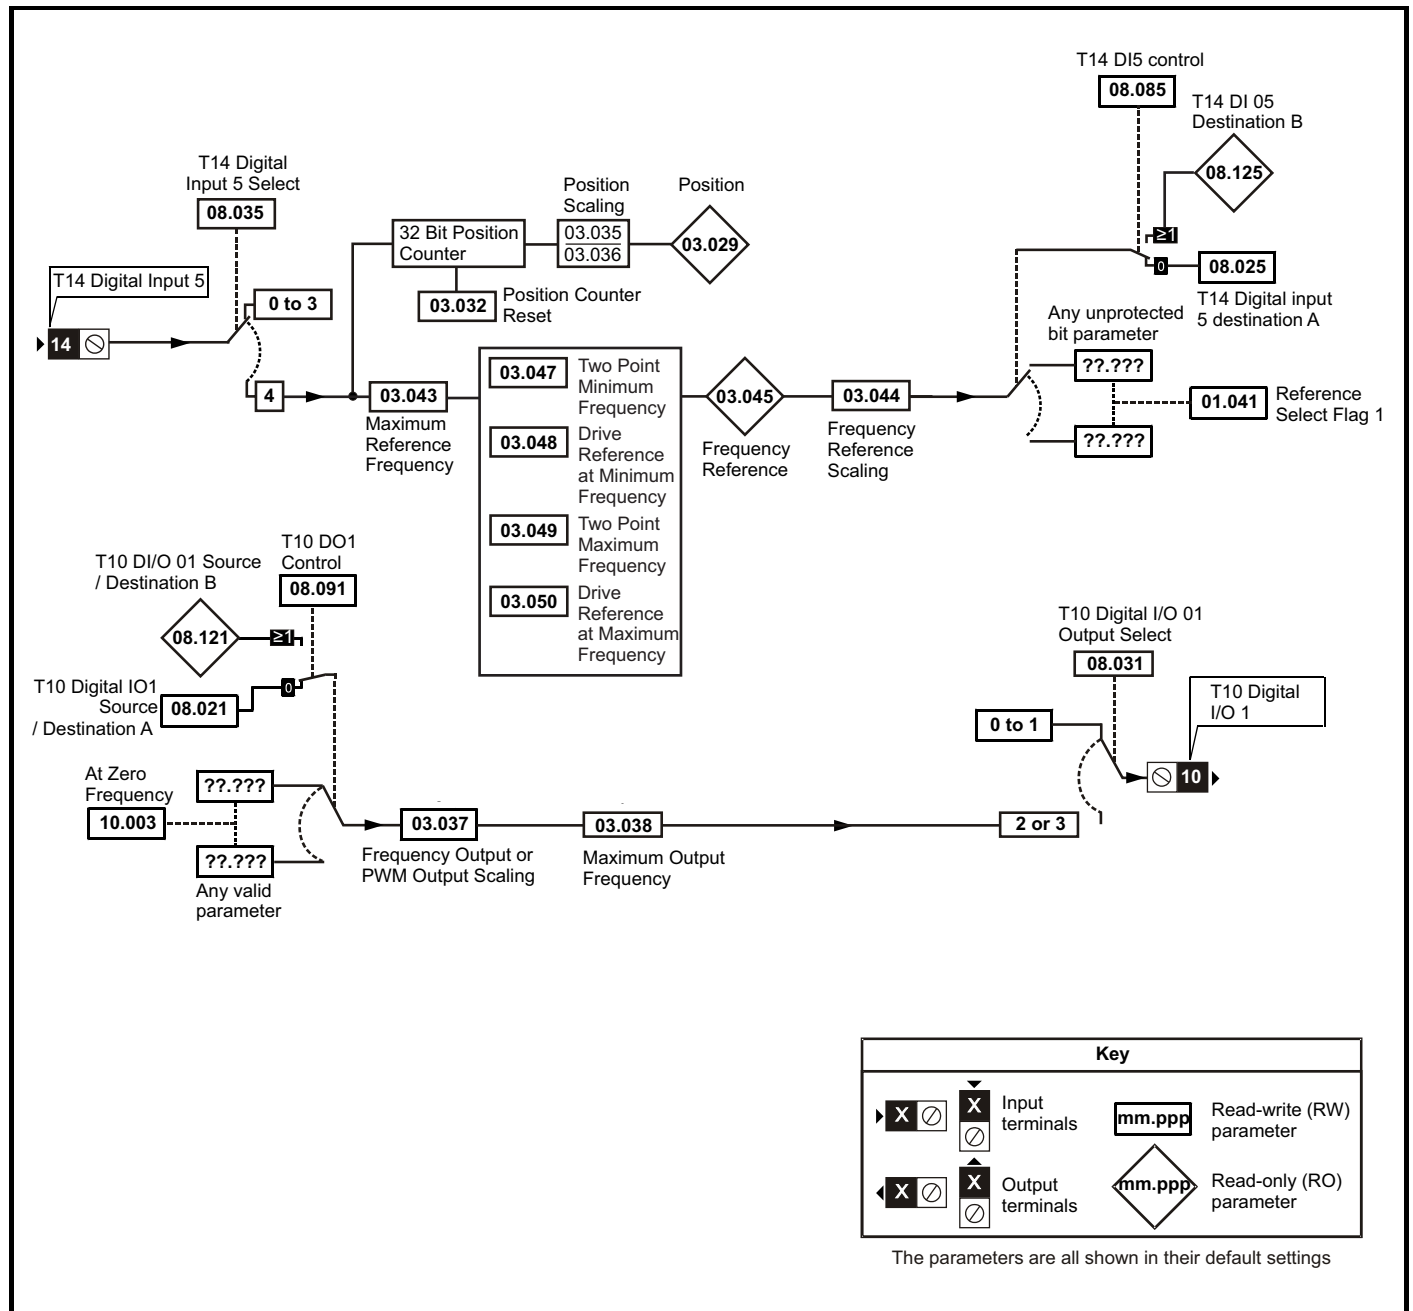 T14 DI5 control
08.085
T14 DI 05
Destination B
08.125
≥1
0
08.025
T14 Digital input
5 destination A
T14 Digital
Input 5 Select
08.035
T14 Digital Input 5
14
0 to 3
4
32 Bit Position
Counter
03.032
Position Counter
Reset
Position
Scaling
03.035
03.036
Position
03.029
03.043
Maximum
Reference
Frequency
03.047
Two Point
Minimum
Frequency
03.048
Drive
Reference
at Minimum
Frequency
03.049
Two Point
Maximum
Frequency
03.050
Drive
Reference
at Maximum
Frequency
03.045
Frequency
Reference
03.044
Frequency
Reference
Scaling
Any unprotected
bit parameter
??.???
??.???
01.041
Reference
Select Flag 1
T10 DI/O 01 Source
/ Destination B
08.121
≥1
T10 DO1
Control
08.091
T10 Digital IO1
Source
/ Destination A
08.021
0
At Zero
Frequency
10.003
??.???
??.???
Any valid
parameter
03.037
Frequency Output or
PWM Output Scaling
03.038
Maximum Output
Frequency
T10 Digital I/O 01
Output Select
08.031
0 to 1
2 or 3
T10 Digital
I/O 1
10
Key
X
X
Input
terminals
mm.ppp
Read-write (RW)
parameter
X
X
Output
terminals
mm.ppp
Read-only (RO)
parameter
The parameters are all shown in their default settings